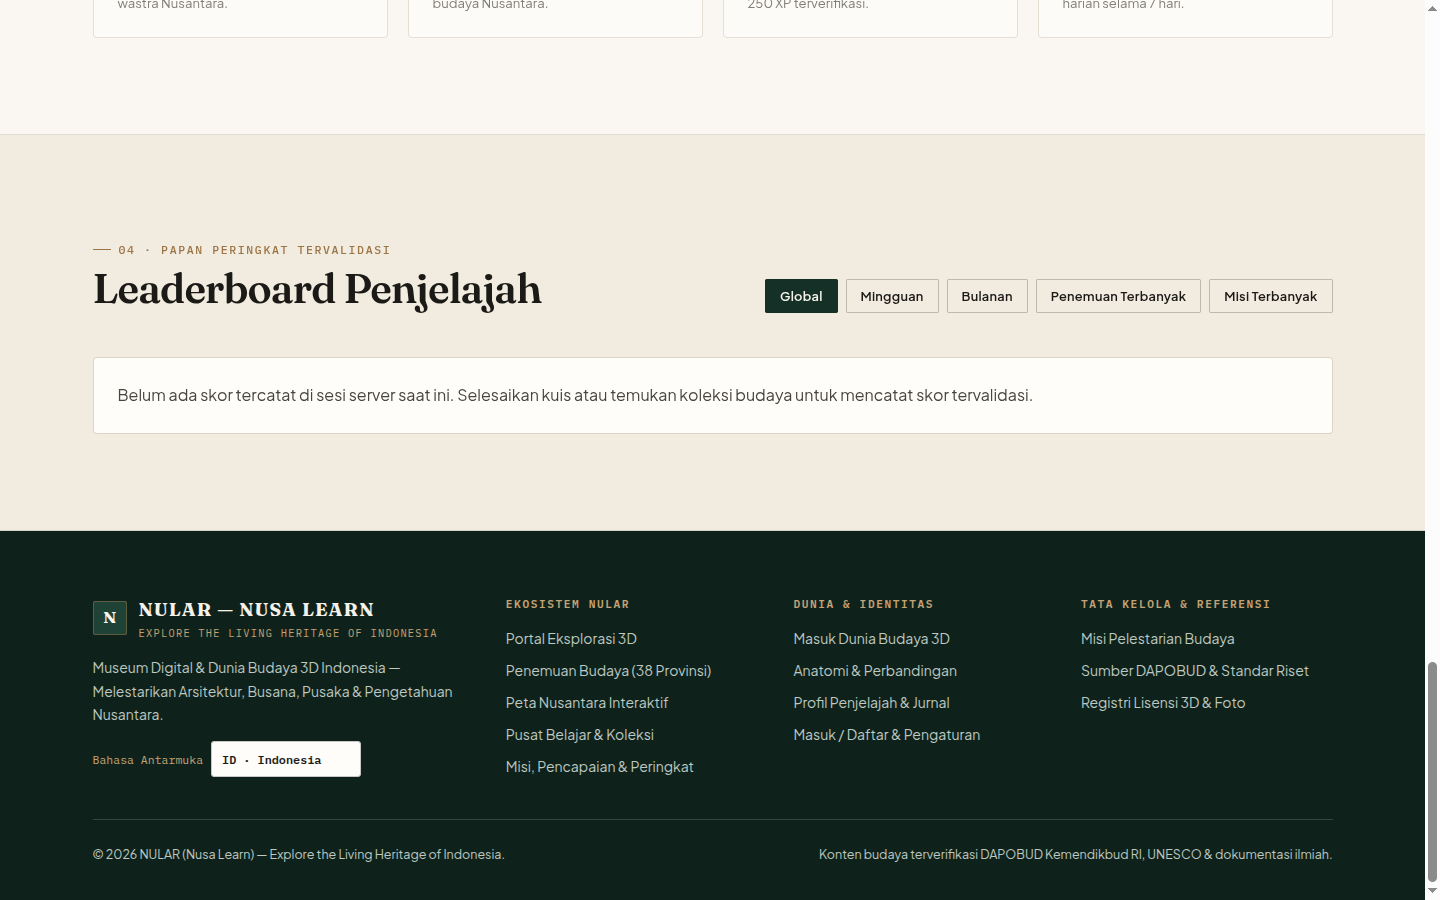 wastra Nusantara.
budaya Nusantara.
250 XP terverifikasi.
harian selama 7 hari.
04 · PAPAN PERINGKAT TERVALIDASI
Leaderboard Penjelajah
Global
Mingguan
Bulanan
Penemuan Terbanyak
Misi Terbanyak
Belum ada skor tercatat di sesi server saat ini. Selesaikan kuis atau temukan koleksi budaya untuk mencatat skor tervalidasi.
N
NULAR — NUSA LEARN
EXPLORE THE LIVING HERITAGE OF INDONESIA
Museum Digital & Dunia Budaya 3D Indonesia —
Melestarikan Arsitektur, Busana, Pusaka & Pengetahuan
Nusantara.
Bahasa Antarmuka
ID · Indonesia
EKOSISTEM NULAR
Portal Eksplorasi 3D
Penemuan Budaya (38 Provinsi)
Peta Nusantara Interaktif
Pusat Belajar & Koleksi
Misi, Pencapaian & Peringkat
DUNIA & IDENTITAS
Masuk Dunia Budaya 3D
Anatomi & Perbandingan
Profil Penjelajah & Jurnal
Masuk / Daftar & Pengaturan
TATA KELOLA & REFERENSI
Misi Pelestarian Budaya
Sumber DAPOBUD & Standar Riset
Registri Lisensi 3D & Foto
© 2026 NULAR (Nusa Learn) — Explore the Living Heritage of Indonesia.
Konten budaya terverifikasi DAPOBUD Kemendikbud RI, UNESCO & dokumentasi ilmiah.